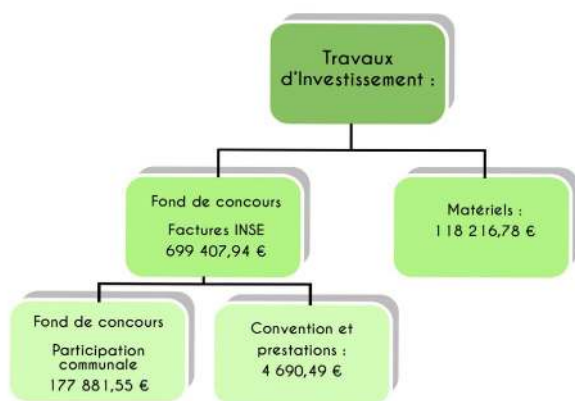 Travaux
d'Investissement :
Fond de concours
Factures INSE
699 407,94 €
Matériels :
118 216,78 €
Fond de concours
Participation
communale
177 881,55 €
Convention et
prestations :
4 690,49 €